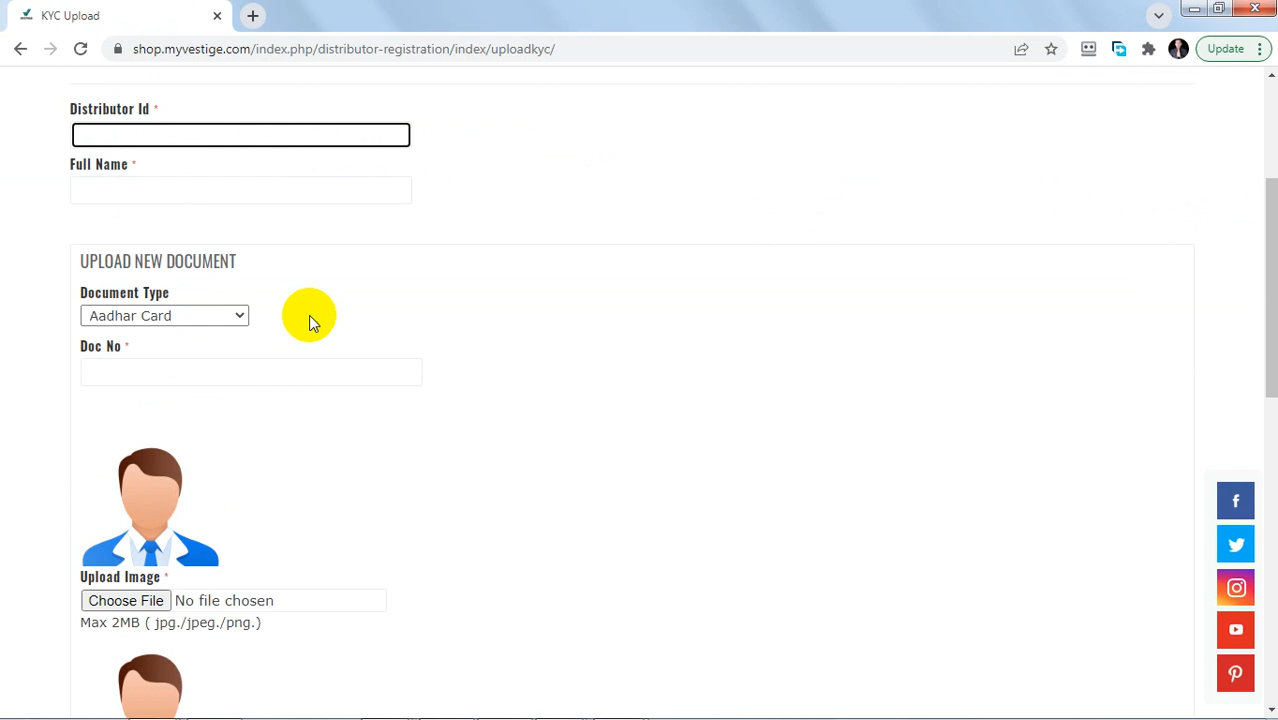 KYC Upload
shop.myvestige.com/index.php/distributor-registration/index/uploadkyc/
Update
Distributor Id *
Full Name *
UPLOAD NEW DOCUMENT
Document Type
Aadhar Card
Doc No *
Upload Image *
Choose File No file chosen
Max 2MB ( jpg./jpeg./png.)